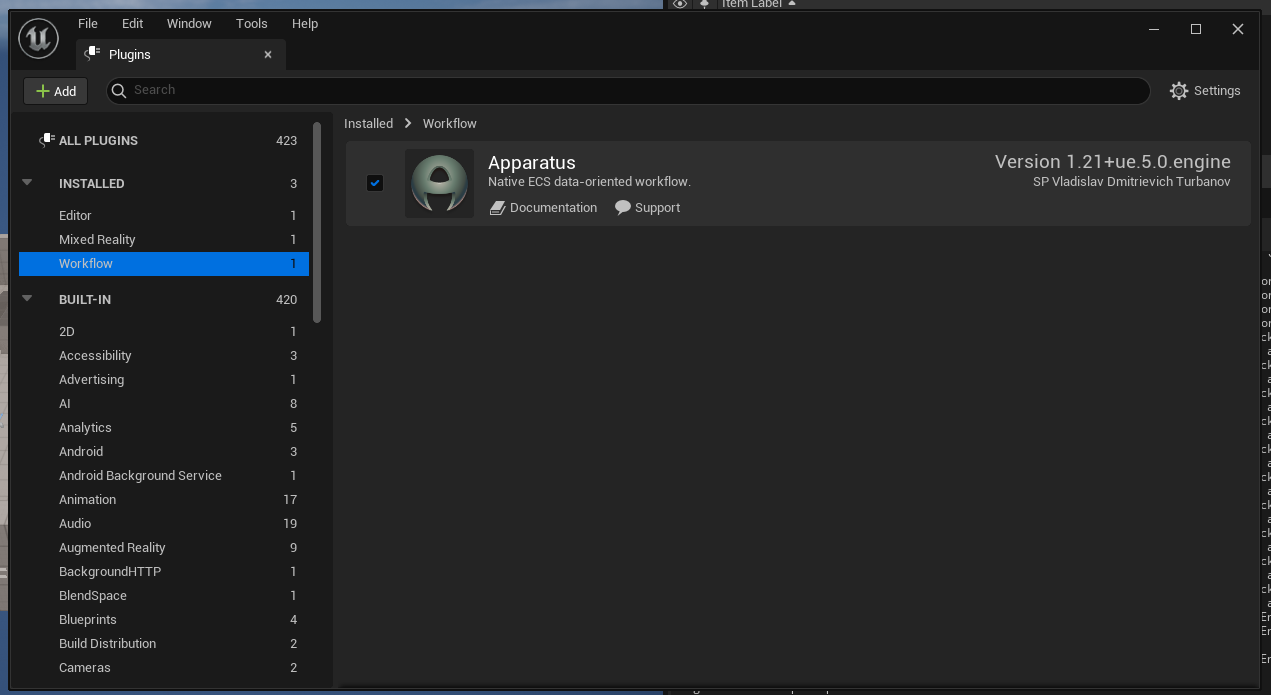 Item Label
File Edit Window Tools Help
Plugins
Add
Search
Settings
ALL PLUGINS 423
INSTALLED 3
Editor 1
Mixed Reality 1
Workflow 1
BUILT-IN 420
2D 1
Accessibility 3
Advertising 1
AI 8
Analytics 5
Android 3
Android Background Service 1
Animation 17
Audio 19
Augmented Reality 9
BackgroundHTTP 1
BlendSpace 1
Blueprints 4
Build Distribution 2
Cameras 2
Installed > Workflow
Apparatus
Native ECS data-oriented workflow.
Documentation Support
Version 1.21+ue.5.0.engine
SP Vladislav Dmitrievich Turbanov